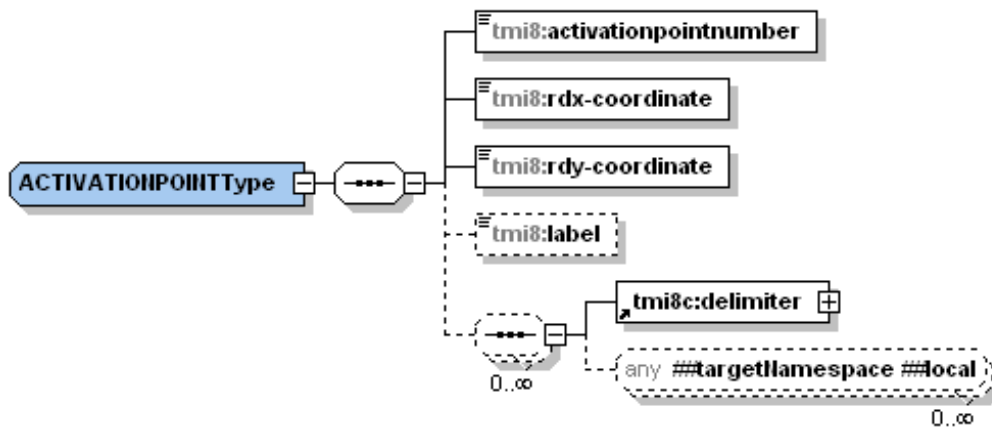 tmi8:activationpointnumber
tmi8:rdx-coordinate
tmi8:rdy-coordinate
ACTIVATIONPOINTType
tmi8:label
tmi8c:delimiter
any ##targetNamespace ##local
0..∞
0..∞